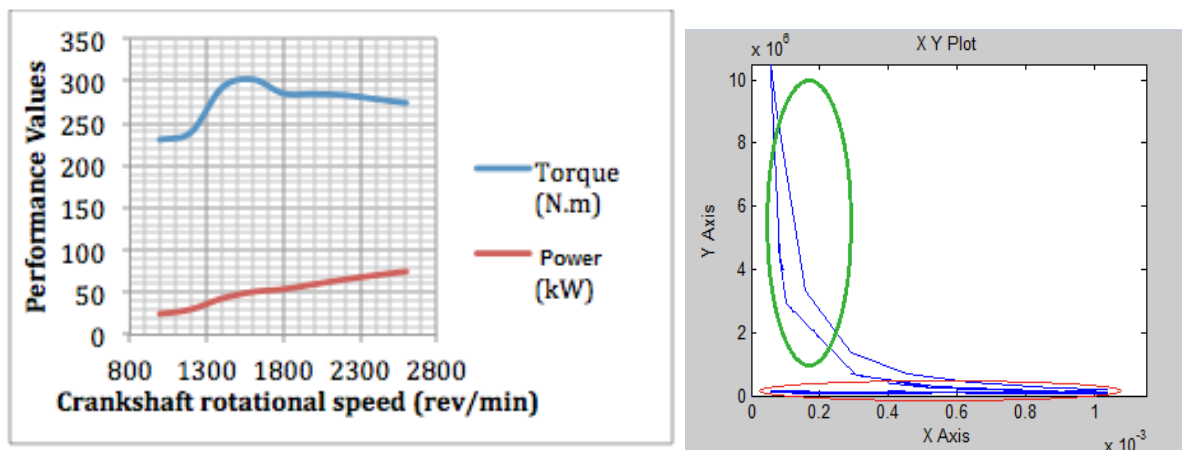 350
300
250
200
150
100
50
0
Performance Values
800 1300 1800 2300 2800
Crankshaft rotational speed (rev/min)
Torque
(N.m)
Power
(kW)
X Y Plot
x 10^6
10
8
6
4
2
0
Y Axis
0 0.2 0.4 0.6 0.8 1
X Axis
x 10^-3